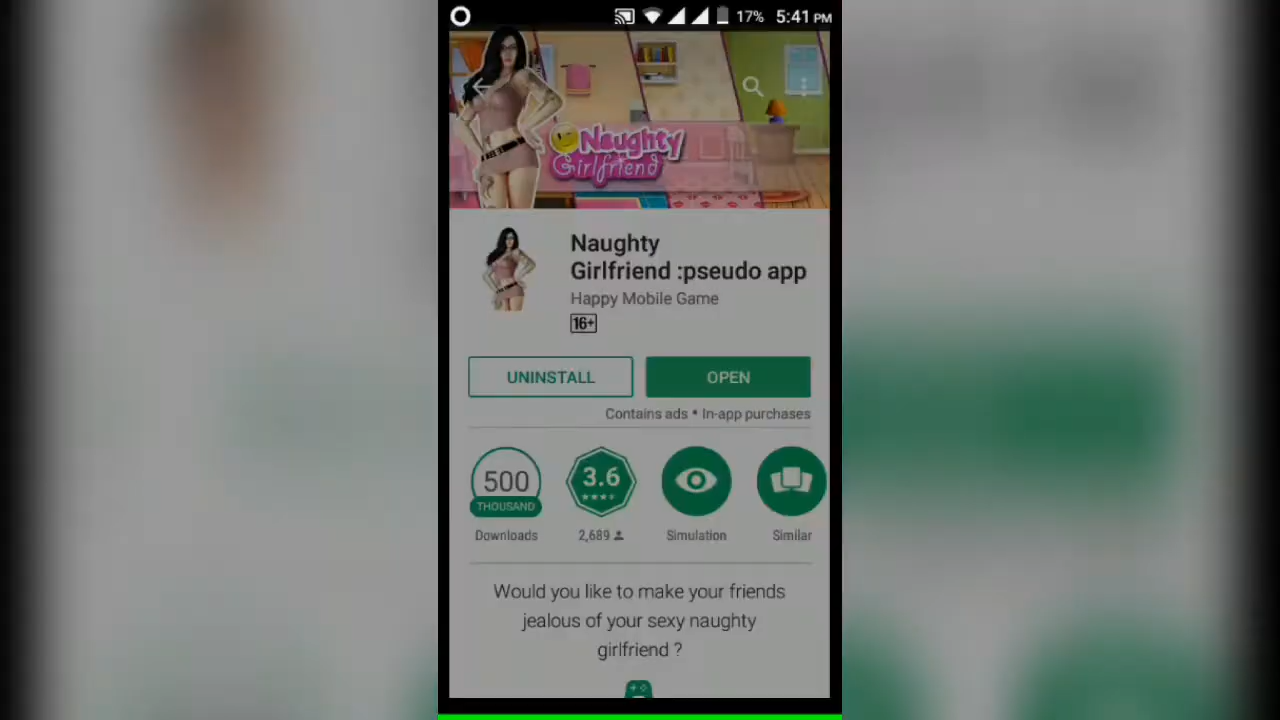 17% 5:41 PM
Naughty
Girlfriend
Naughty
Girlfriend :pseudo app
Happy Mobile Game
16+
UNINSTALL OPEN
Contains ads • In-app purchases
500 3.6
THOUSAND
Downloads 2,689 Simulation Similar
Would you like to make your friends
jealous of your sexy naughty
girlfriend ?